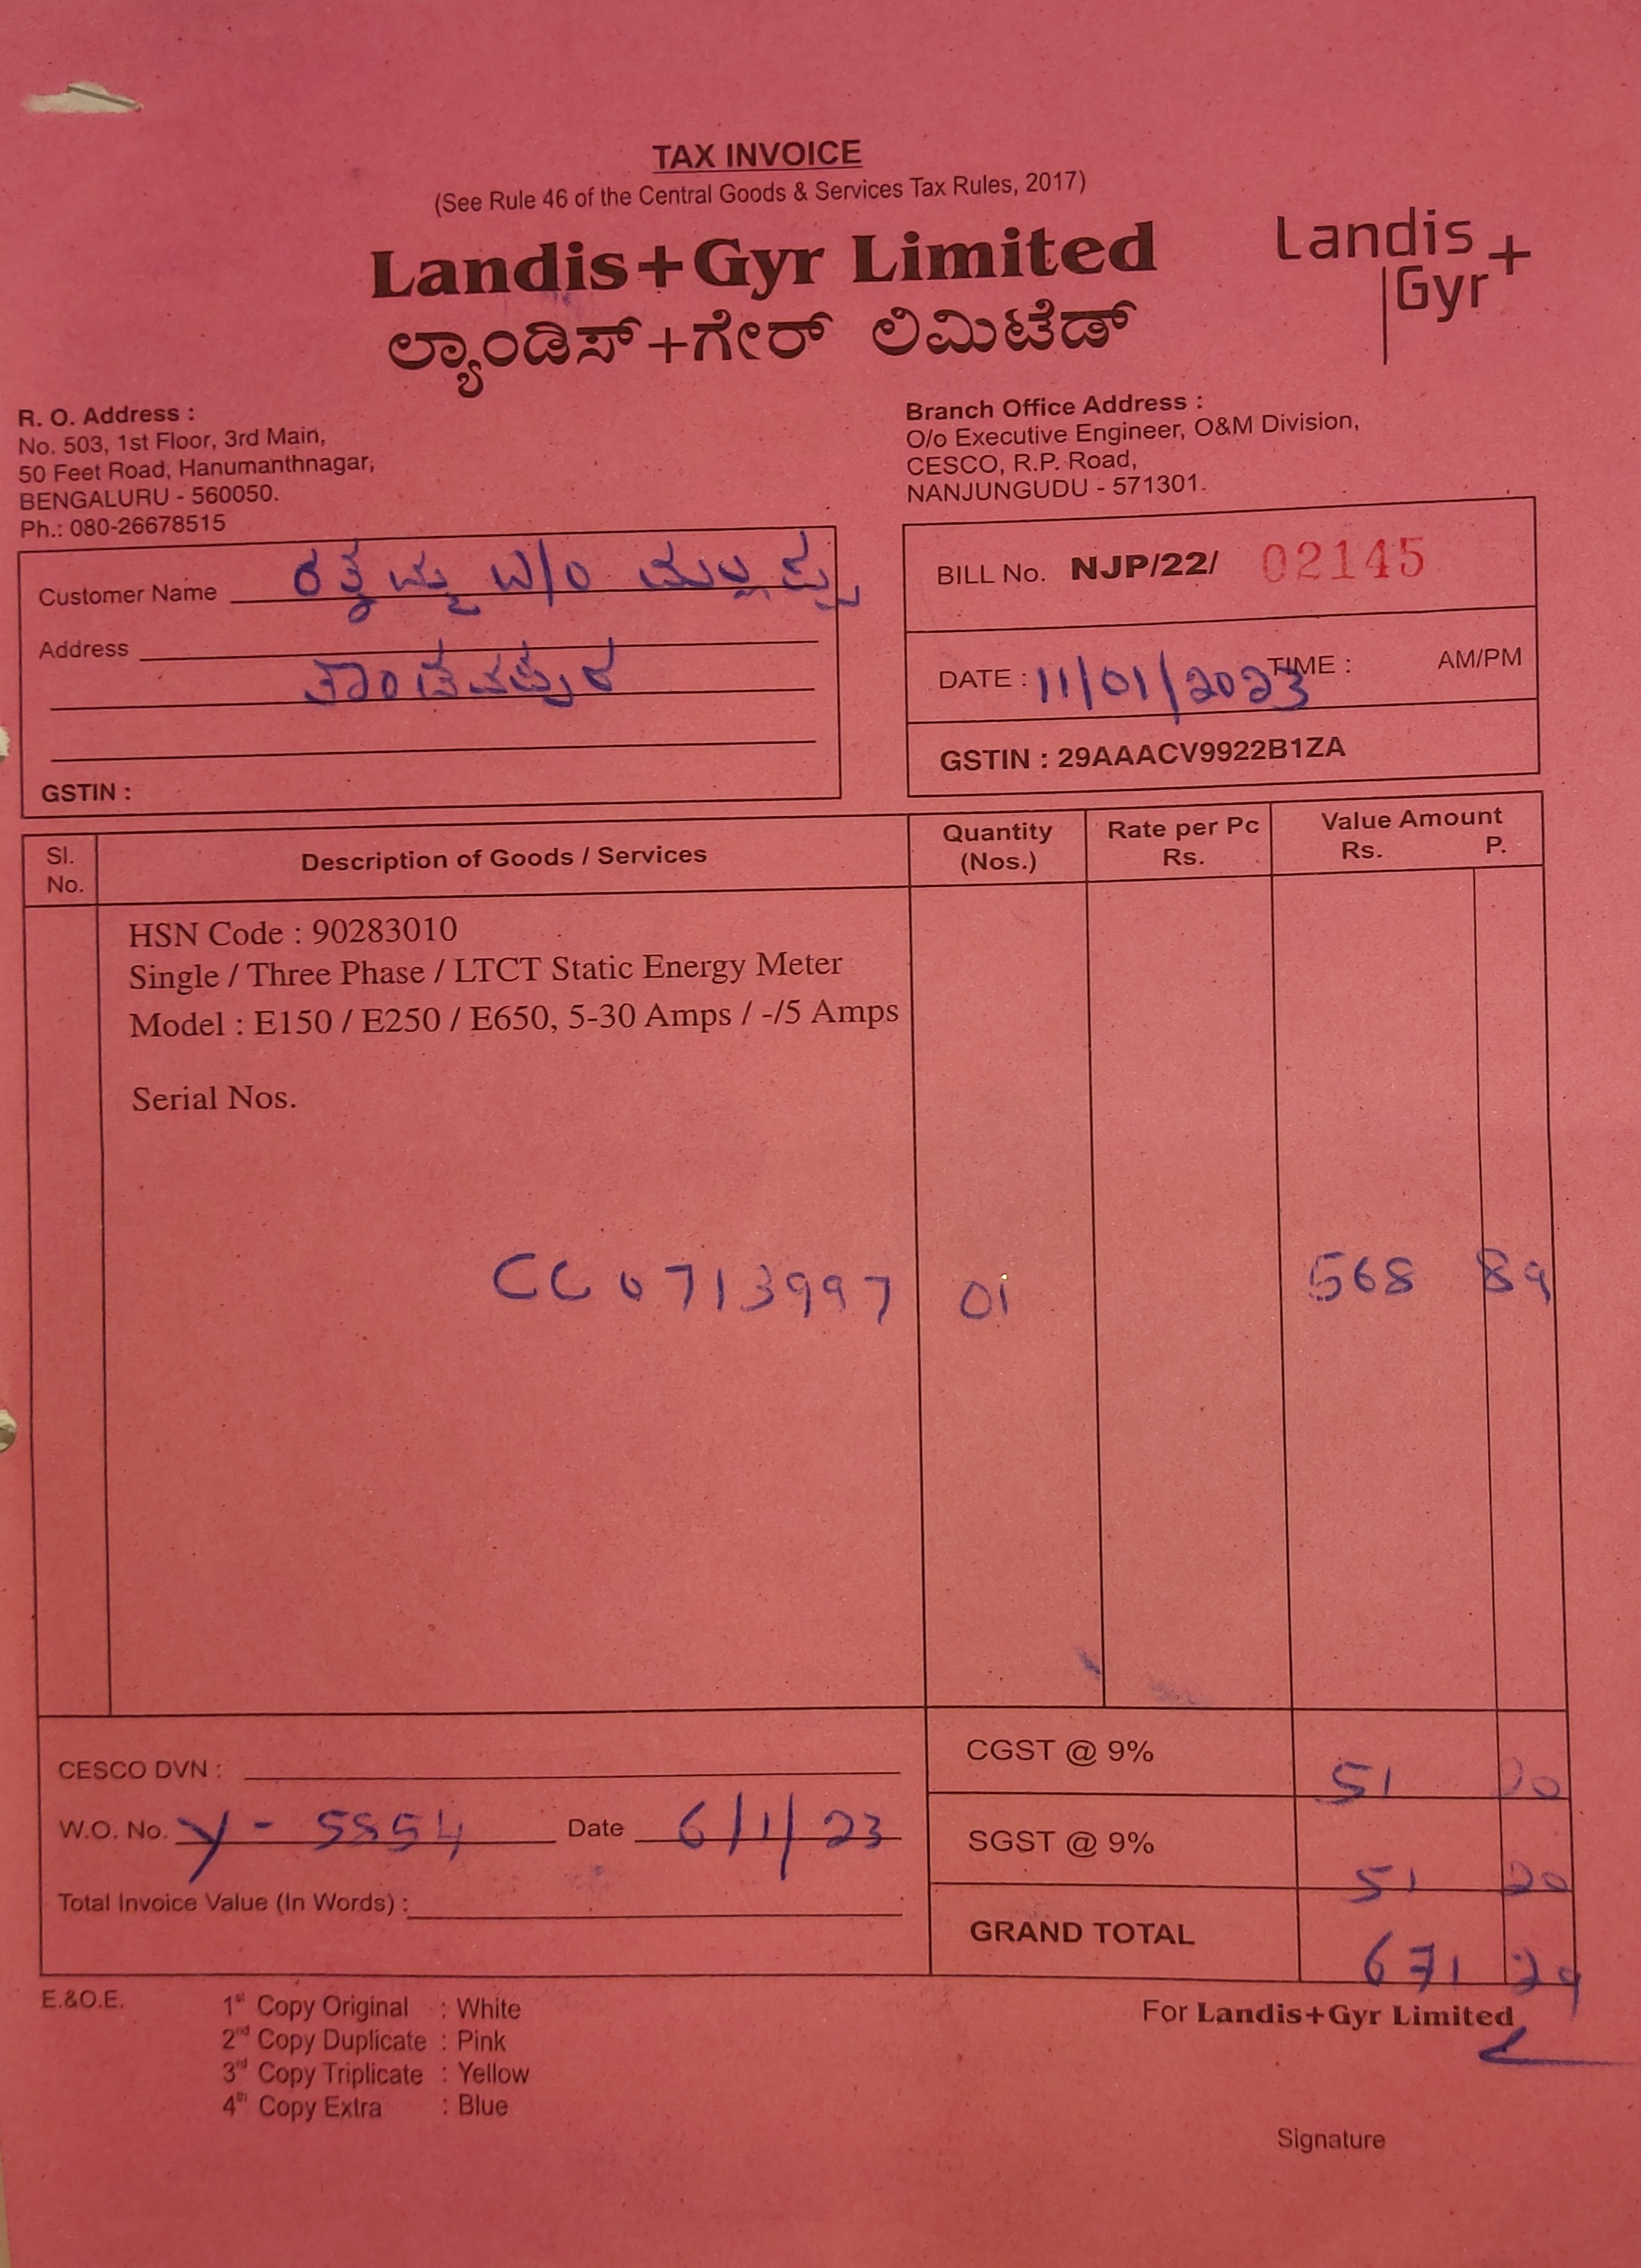 TAX INVOICE
(See Rule 46 of the Central Goods & Services Tax Rules, 2017)
Landis+Gyr Limited
ಲ್ಯಾಂಡಿಸ್+ಗೇರ್ ಲಿಮಿಟೆಡ್
Landis
Gyr+
R. O. Address :
No. 503, 1st Floor, 3rd Main,
50 Feet Road, Hanumanthnagar,
BENGALURU - 560050.
Ph.: 080-26678515
Branch Office Address :
O/o Executive Engineer, O&M Division,
CESCO, R.P. Road,
NANJUNGUDU - 571301.
Customer Name
Address
GSTIN :
BILL No. NJP/22/ 02145
DATE : 11/01/2023 TIME : AM/PM
GSTIN : 29AAACV9922B1ZA
Sl. No. Description of Goods / Services Quantity (Nos.) Rate per Pc Rs. Value Amount Rs. P.
HSN Code : 90283010
Single / Three Phase / LTCT Static Energy Meter
Model : E150 / E250 / E650, 5-30 Amps / -/5 Amps
Serial Nos.
CC0713997 01 568 89
CESCO DVN :
W.O. No. Y - 5554 Date 6/1/23
Total Invoice Value (In Words) :
CGST @ 9% 51
SGST @ 9% 51 20
GRAND TOTAL 671 29
E.&O.E.
1st Copy Original : White
2nd Copy Duplicate : Pink
3rd Copy Triplicate : Yellow
4th Copy Extra : Blue
For Landis+Gyr Limited
Signature